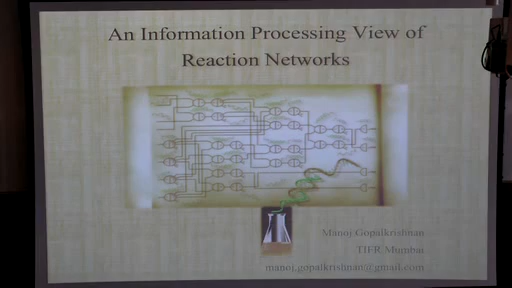 An Information Processing View of
Reaction Networks
Manoj Gopalkrishnan
TIFR Mumbai
manoj.gopalkrishnan@gmail.com